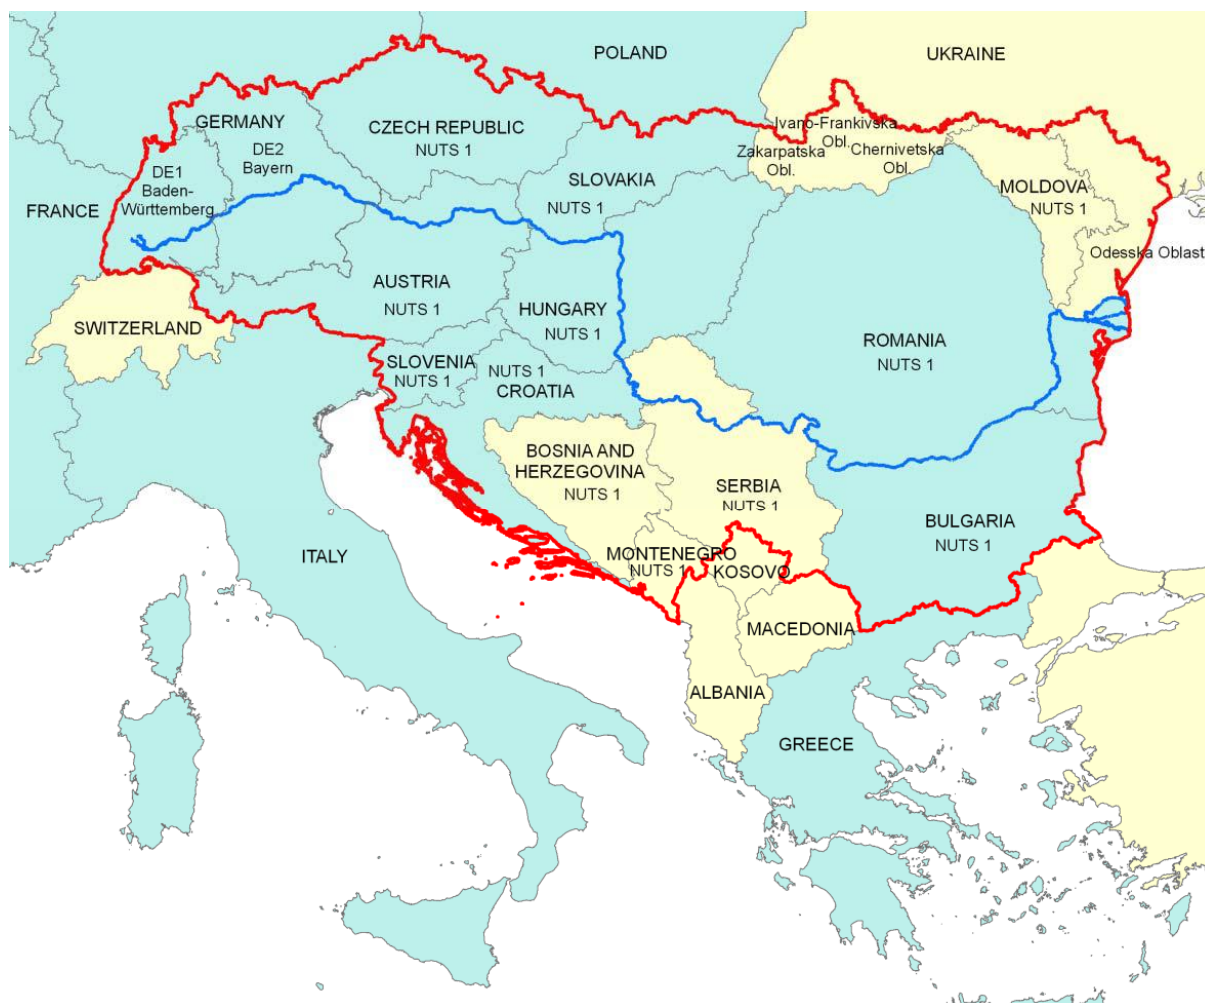 POLAND
UKRAINE
GERMANY
CZECH REPUBLIC
NUTS 1
Ivano-Frankivska
Obl.
Zakarpatska
Obl.
Chernivetska
Obl.
DE2
Bayern
DE1
Baden-
Württemberg
FRANCE
SLOVAKIA
NUTS 1
MOLDOVA
NUTS 1
Odesska Oblast
AUSTRIA
NUTS 1
HUNGARY
NUTS 1
SWITZERLAND
ROMANIA
NUTS 1
SLOVENIA
NUTS 1
NUTS 1
CROATIA
BOSNIA AND
HERZEGOVINA
NUTS 1
SERBIA
NUTS 1
BULGARIA
NUTS 1
ITALY
MONTENEGRO
NUTS 1
KOSOVO
MACEDONIA
ALBANIA
GREECE